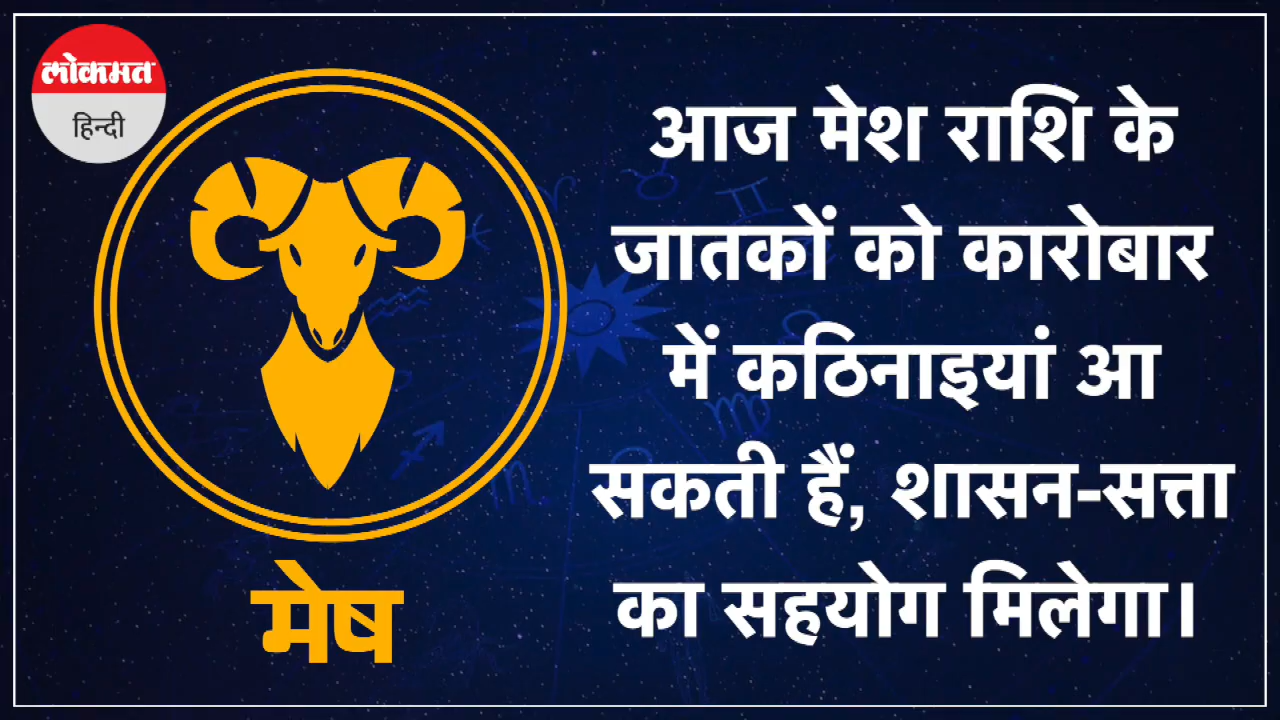 लोकमत
हिन्दी
मेष
आज मेश राशि के
जातकों को कारोबार
में कठिनाइयां आ
सकती हैं, शासन-सत्ता
का सहयोग मिलेगा।